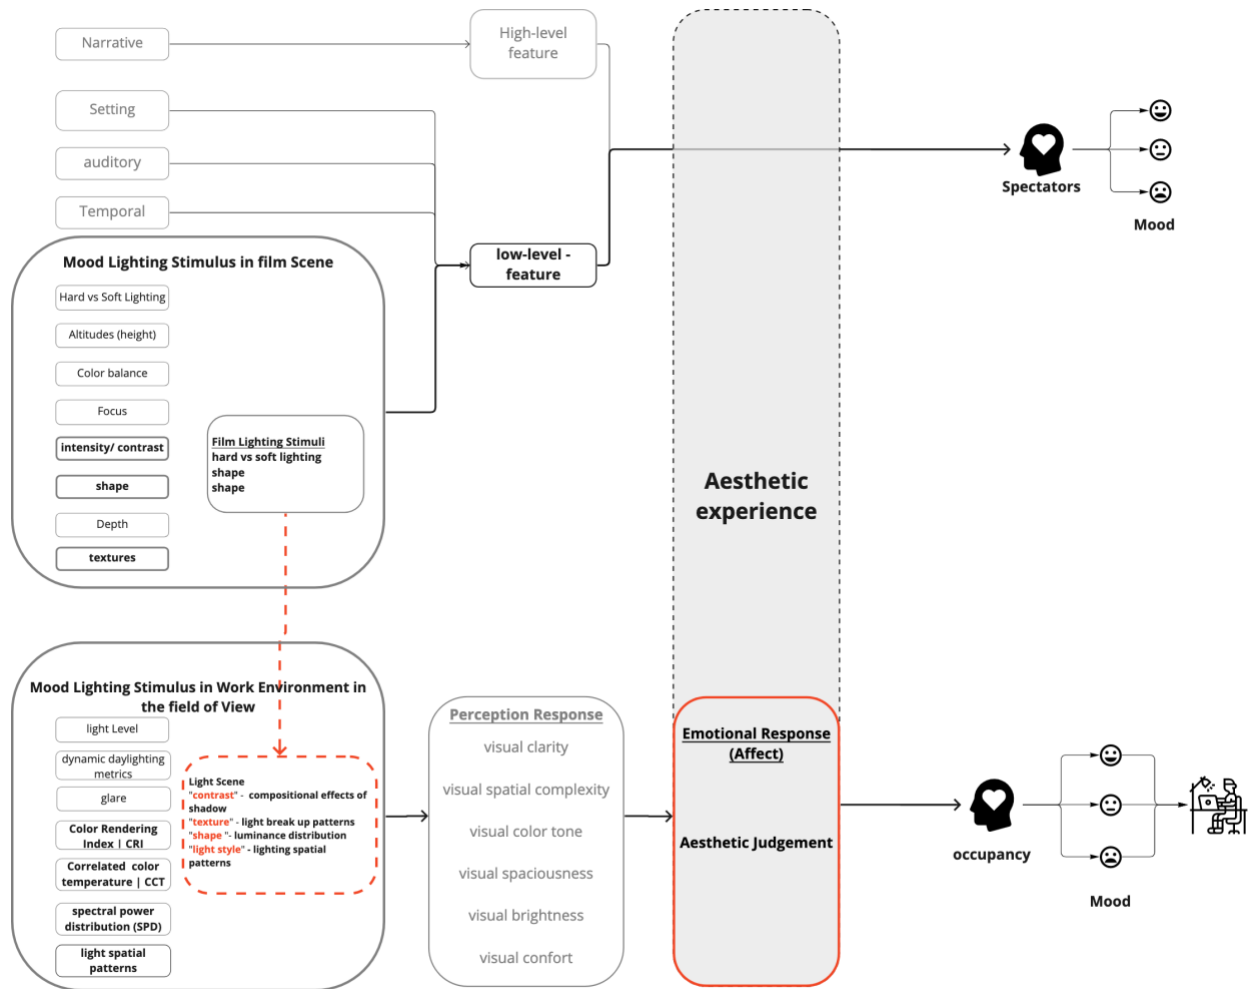 Narrative
High-level
feature
Setting
auditory
Temporal
Spectators
Mood
low-level -
feature
Mood Lighting Stimulus in film Scene
Hard vs Soft Lighting
Altitudes (height)
Color balance
Focus
intensity/ contrast
shape
Depth
textures
Film Lighting Stimuli
hard vs soft lighting
shape
shape
Aesthetic
experience
Mood Lighting Stimulus in Work Environment in
the field of View
light Level
dynamic daylighting
metrics
glare
Color Rendering
Index | CRI
Correlated color
temperature | CCT
spectral power
distribution (SPD)
light spatial
patterns
Light Scene
"contrast" - compositional effects of
shadow
"texture" - light break up patterns
"shape "- luminance distribution
"light style" - lighting spatial
patterns
Perception Response
visual clarity
visual spatial complexity
visual color tone
visual spaciousness
visual brightness
visual confort
Emotional Response
(Affect)
Aesthetic Judgement
occupancy
Mood